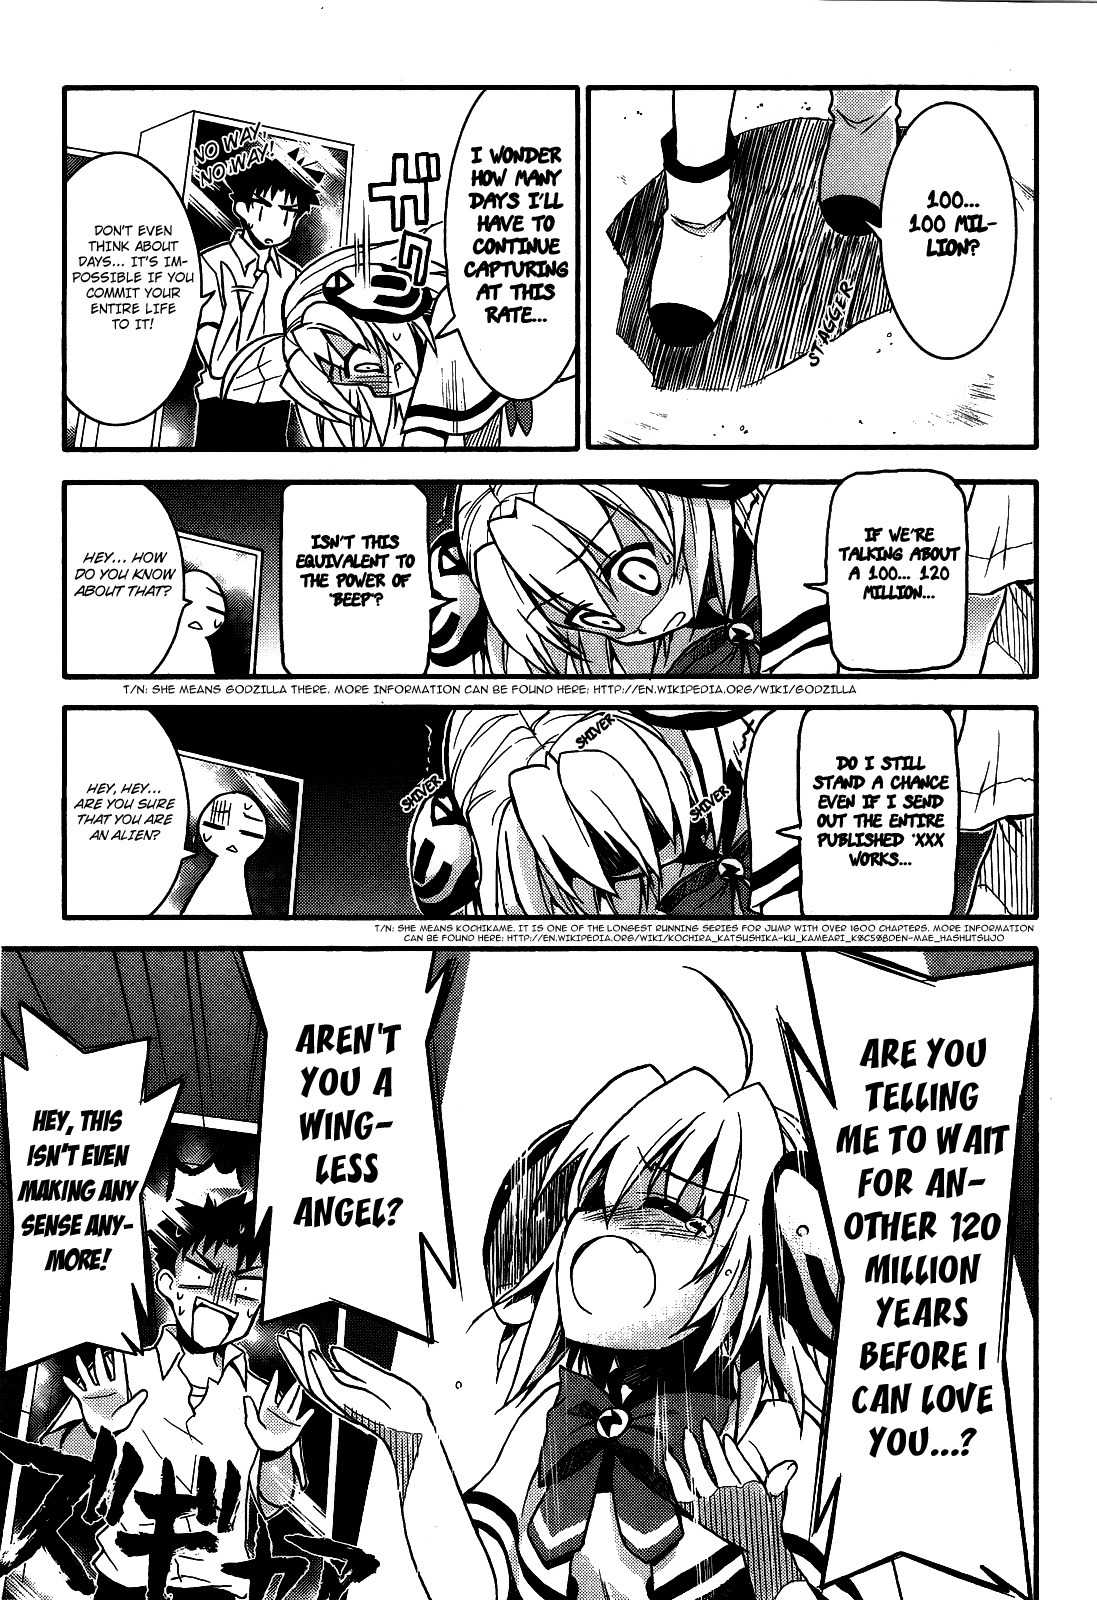 100...
100 MIL-
LION?
STAGGER
I WONDER
HOW MANY
DAYS I'LL
HAVE TO
CONTINUE
CAPTURING
AT THIS
RATE...
ガ
ク
NO WAY,
NO WAY!
DON'T EVEN
THINK ABOUT
DAYS... IT'S IM-
POSSIBLE IF YOU
COMMIT YOUR
ENTIRE LIFE
TO IT!
IF WE'RE
TALKING ABOUT
A 100... 120
MILLION...
ISN'T THIS
EQUIVALENT TO
THE POWER OF
*BEEP*?
HEY... HOW
DO YOU KNOW
ABOUT THAT?
T/N: SHE MEANS GODZILLA THERE. MORE INFORMATION CAN BE FOUND HERE: HTTP://EN.WIKIPEDIA.ORG/WIKI/GODZILLA
DO I STILL
STAND A CHANCE
EVEN IF I SEND
OUT THE ENTIRE
PUBLISHED *XXX
WORKS...
SHIVER
SHIVER
SHIVER
HEY, HEY...
ARE YOU SURE
THAT YOU ARE
AN ALIEN?
T/N: SHE MEANS KOCHIKAME. IT IS ONE OF THE LONGEST RUNNING SERIES FOR JUMP WITH OVER 1600 CHAPTERS. MORE INFORMATION
CAN BE FOUND HERE: HTTP://EN.WIKIPEDIA.ORG/WIKI/KOCHIRA_KATSUSHIKA-KU_KAMEARI_K%C5%8DEN-MAE_HASHUTSUJO
ARE YOU
TELLING
ME TO WAIT
FOR AN-
OTHER 120
MILLION
YEARS
BEFORE I
CAN LOVE
YOU...?
AREN'T
YOU A
WING-
LESS
ANGEL?
HEY, THIS
ISN'T EVEN
MAKING ANY
SENSE ANY-
MORE!
ズギャアア